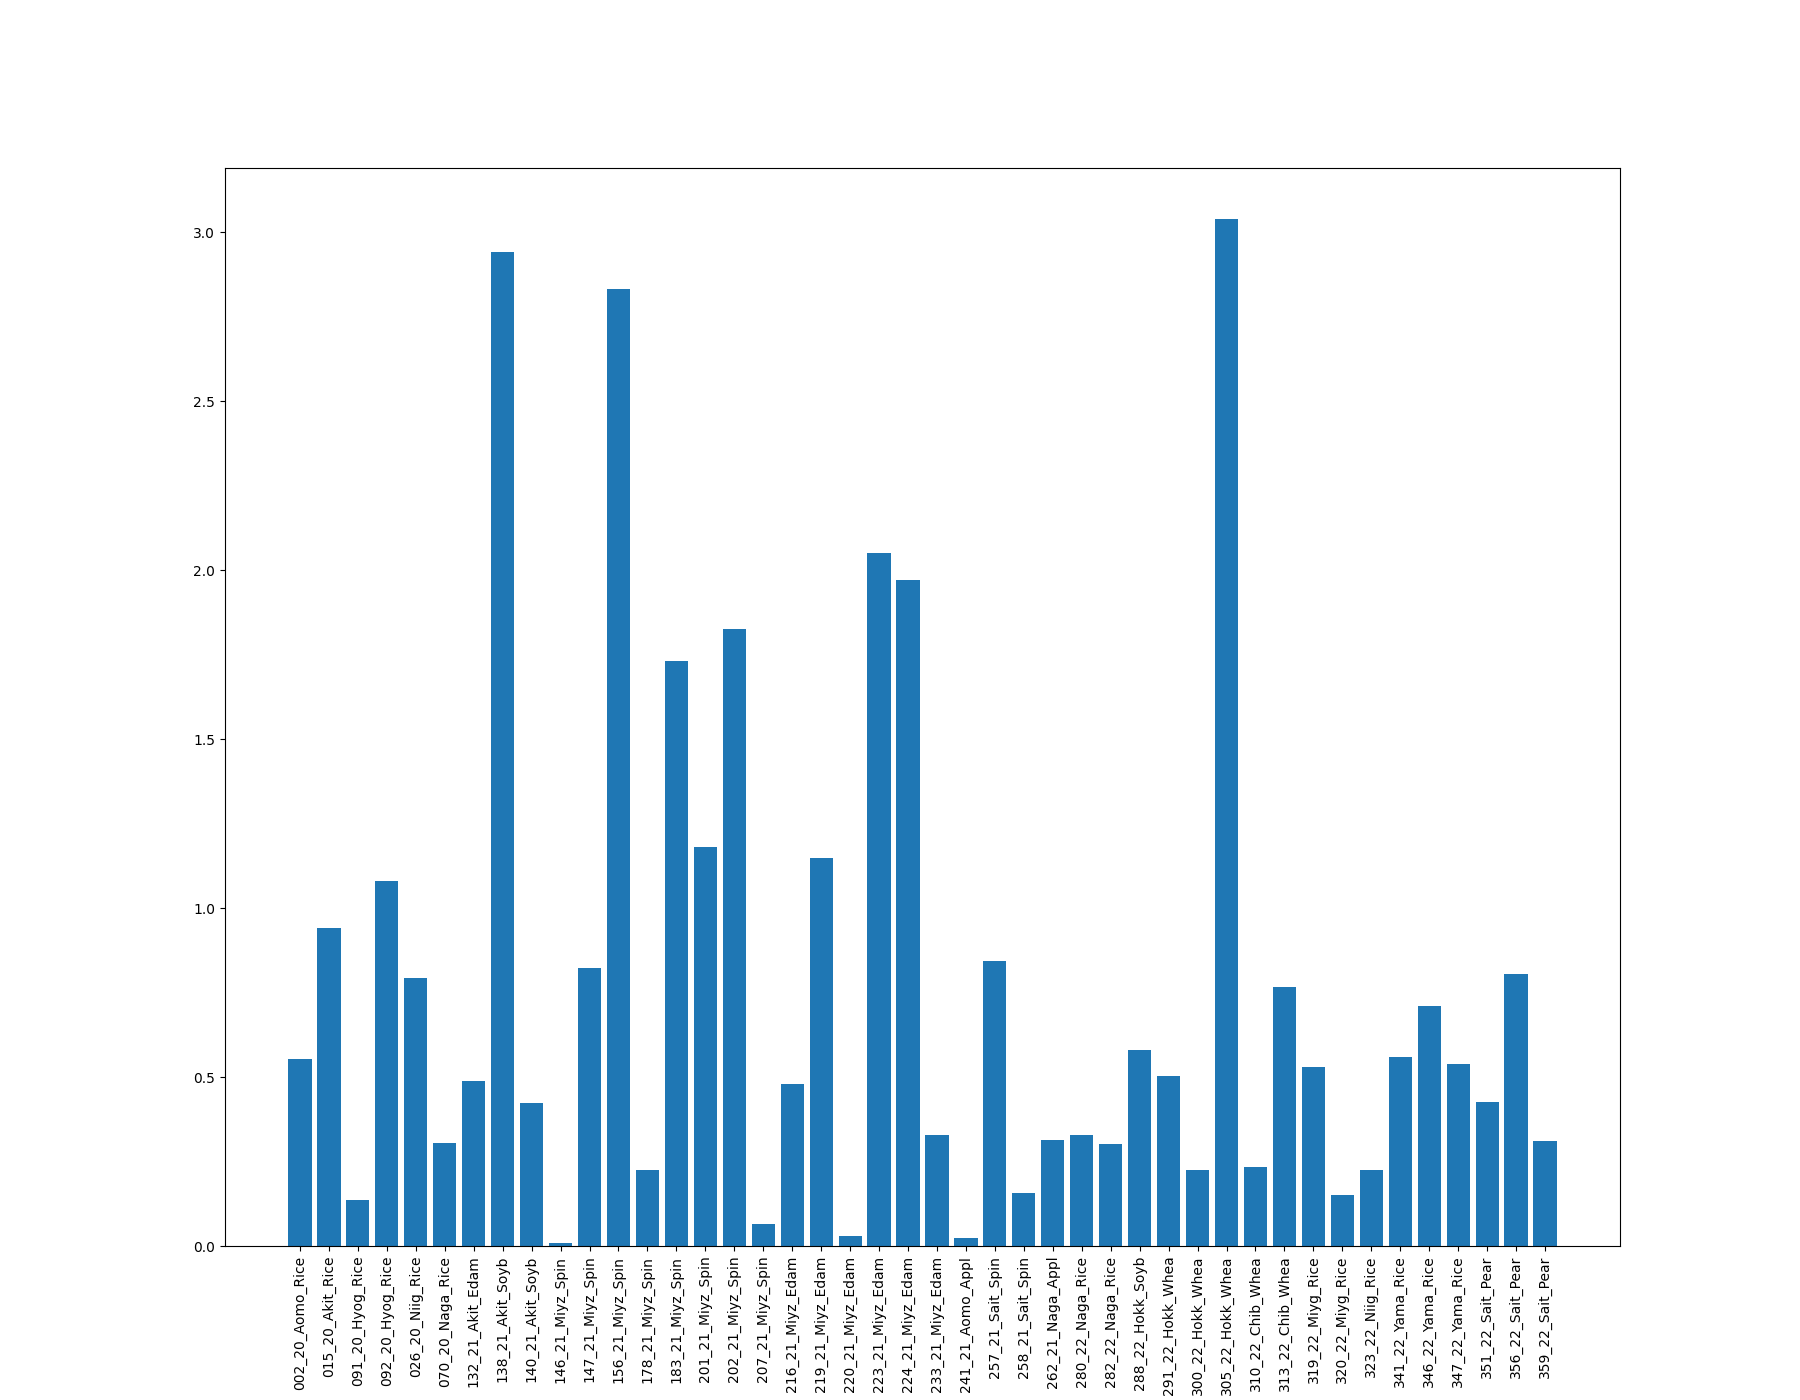 3.0
2.5
2.0
1.5
1.0
0.5
0.0
002_20_Aomo_Rice
015_20_Akit_Rice
091_20_Hyog_Rice
092_20_Hyog_Rice
026_20_Niig_Rice
070_20_Naga_Rice
132_21_Akit_Edam
138_21_Akit_Soyb
140_21_Akit_Soyb
146_21_Miyz_Spin
147_21_Miyz_Spin
156_21_Miyz_Spin
178_21_Miyz_Spin
183_21_Miyz_Spin
201_21_Miyz_Spin
202_21_Miyz_Spin
207_21_Miyz_Spin
216_21_Miyz_Edam
219_21_Miyz_Edam
220_21_Miyz_Edam
223_21_Miyz_Edam
224_21_Miyz_Edam
233_21_Miyz_Edam
241_21_Aomo_Appl
257_21_Sait_Spin
258_21_Sait_Spin
262_21_Naga_Appl
280_22_Naga_Rice
282_22_Naga_Rice
288_22_Hokk_Soyb
291_22_Hokk_Whea
300_22_Hokk_Whea
305_22_Hokk_Whea
310_22_Chib_Whea
313_22_Chib_Whea
319_22_Miyg_Rice
320_22_Miyg_Rice
323_22_Niig_Rice
341_22_Yama_Rice
346_22_Yama_Rice
347_22_Yama_Rice
351_22_Sait_Pear
356_22_Sait_Pear
359_22_Sait_Pear